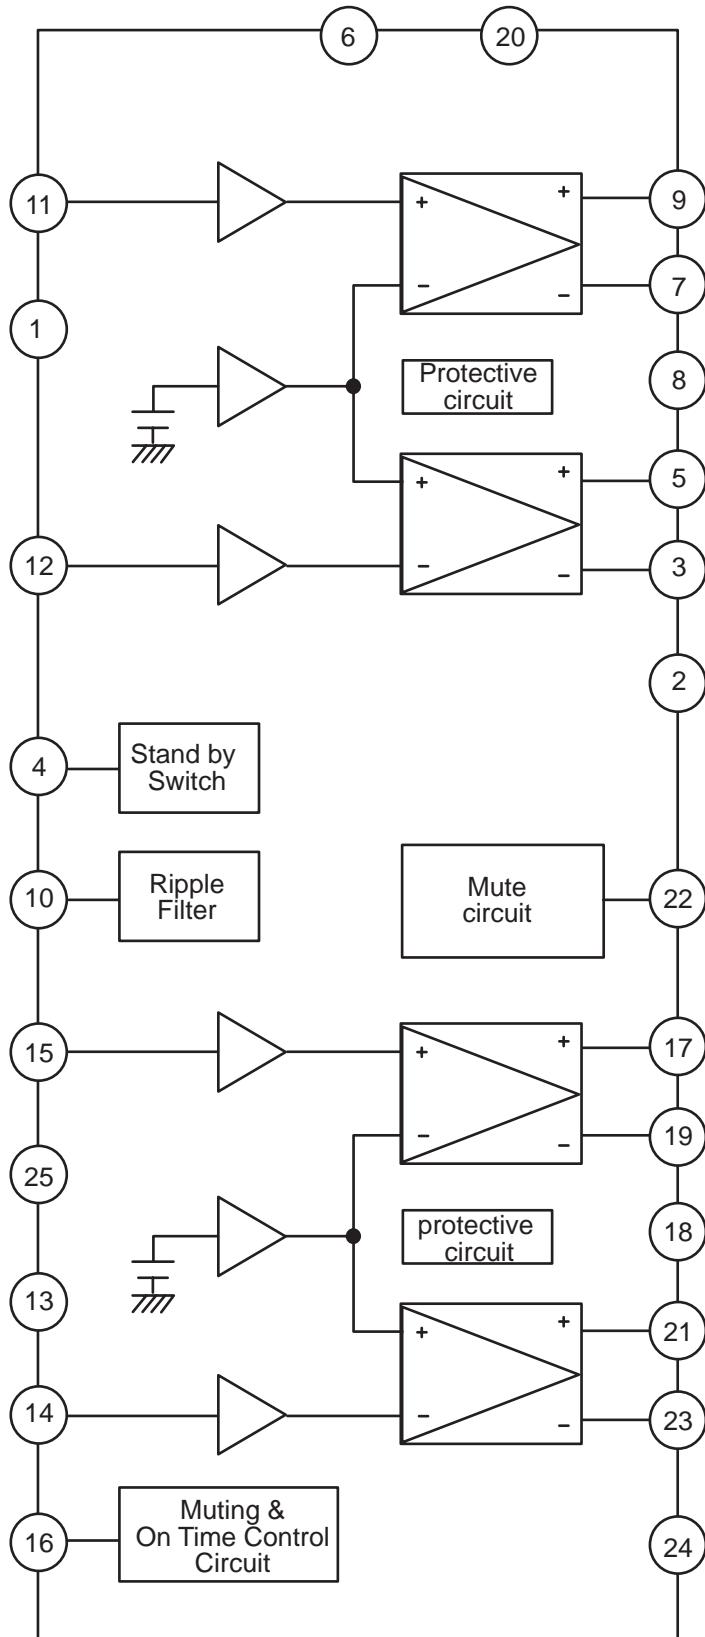 6 20
11 + + 9
− − 7
1
8
Protective
circuit
+ + 5
12 − − 3
2
4 Stand by
Switch
10 Ripple
Filter
Mute
circuit 22
15 + + 17
− − 19
25
18
protective
circuit
13
+ + 21
14 − − 23
16 Muting &
On Time Control
Circuit
24